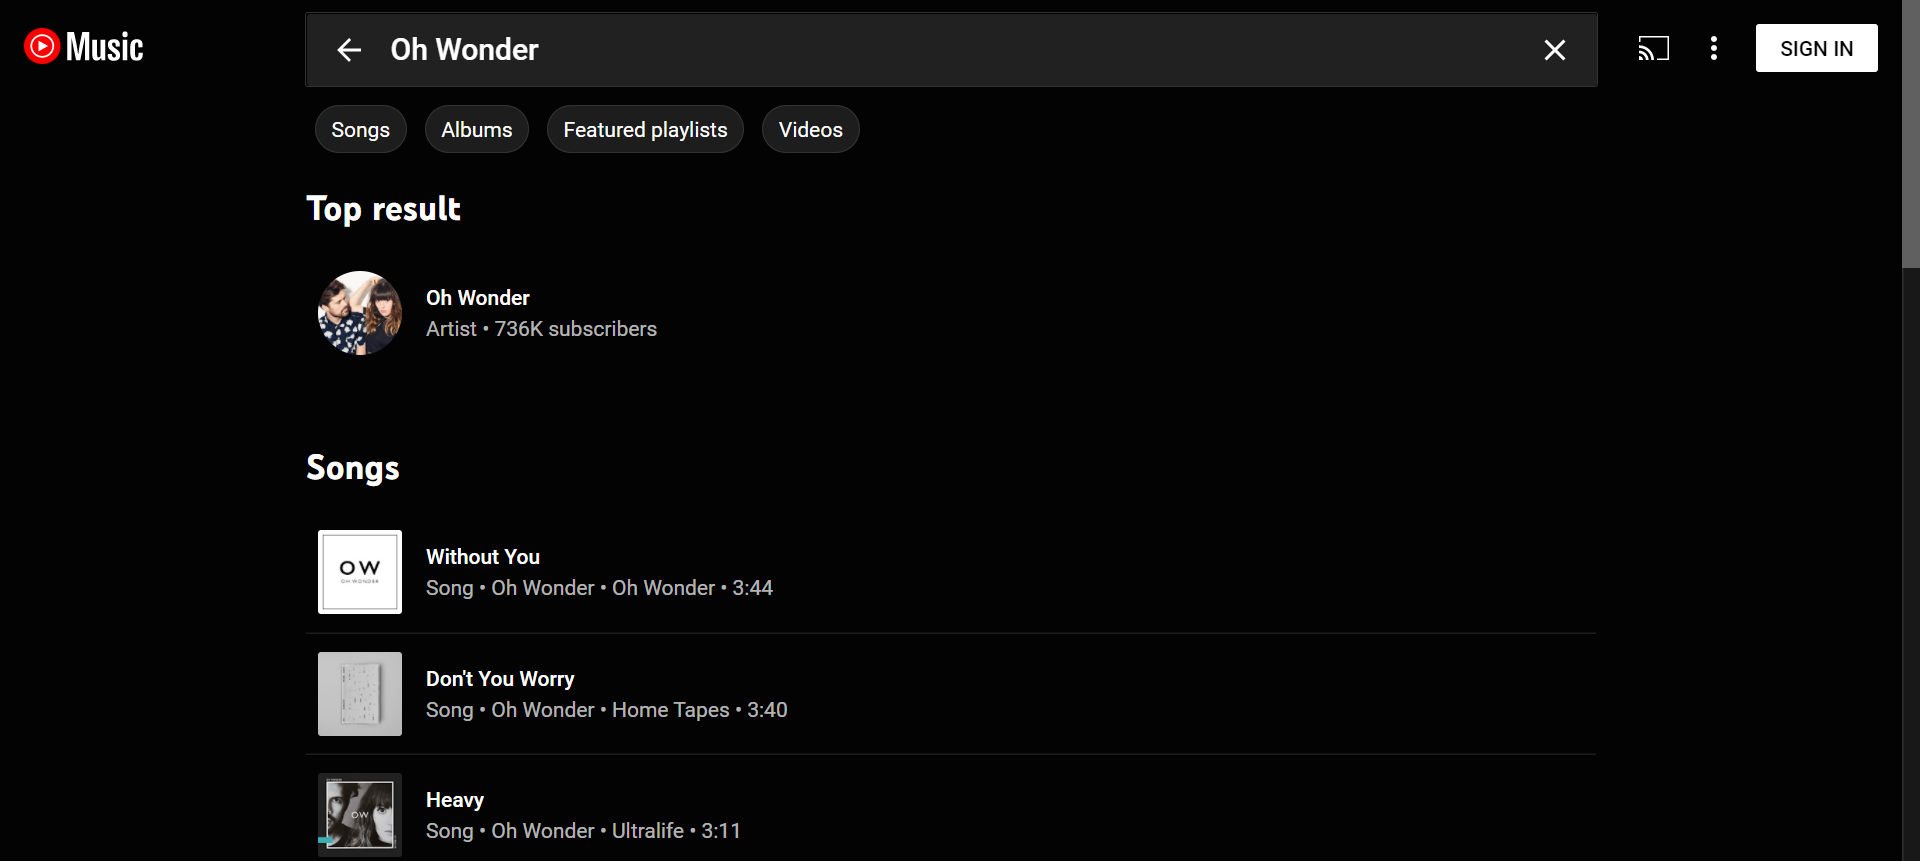 Music
Oh Wonder
SIGN IN
Songs
Albums
Featured playlists
Videos
Top result
Oh Wonder
Artist • 736K subscribers
Songs
OW
OH WONDER
Without You
Song • Oh Wonder • Oh Wonder • 3:44
Don't You Worry
Song • Oh Wonder • Home Tapes • 3:40
OW
Heavy
Song • Oh Wonder • Ultralife • 3:11